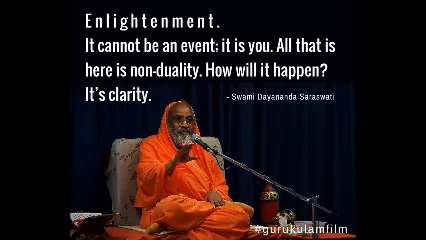 Enlightenment.
It cannot be an event; it is you. All that is
here is non-duality. How will it happen?
It's clarity.
- Swami Dayananda Saraswati
#gurukulamfilm